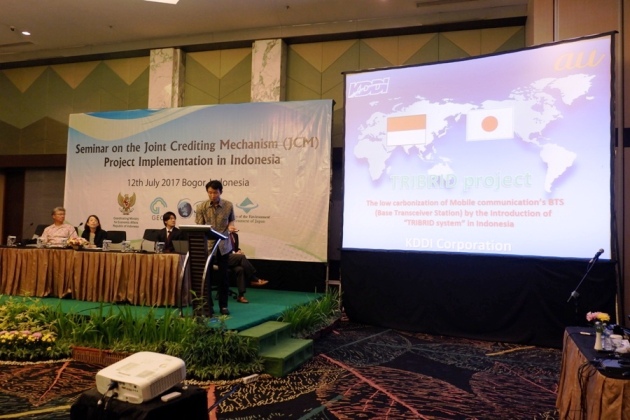 Seminar on the Joint Crediting Mechanism (JCM)
Project Implementation in Indonesia
12th July 2017 Bogor, Indonesia
GEC
KDDI
au
TRIBRID project
The low carbonization of Mobile communication's BTS
(Base Transceiver Station) by the Introduction of
"TRIBRID system" in Indonesia
KDDI Corporation